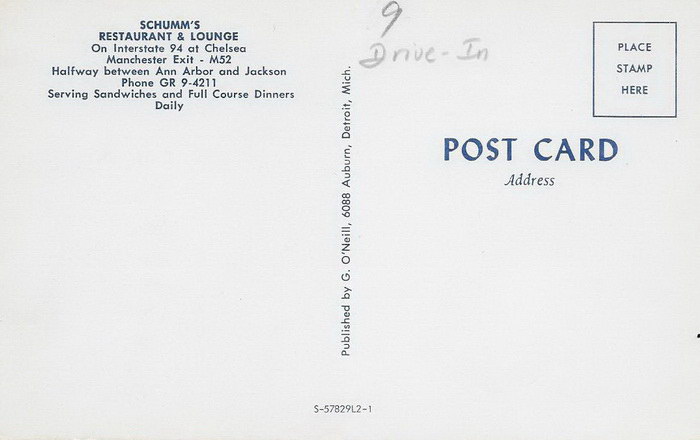 SCHUMM'S
RESTAURANT & LOUNGE
On Interstate 94 at Chelsea
Manchester Exit - M52
Halfway between Ann Arbor and Jackson
Phone GR 9-4211
Serving Sandwiches and Full Course Dinners
Daily
Published by G. O'Neill, 6088 Auburn, Detroit, Mich.
9
Drive-In
PLACE
STAMP
HERE
POST CARD
Address
S-57829L2-1